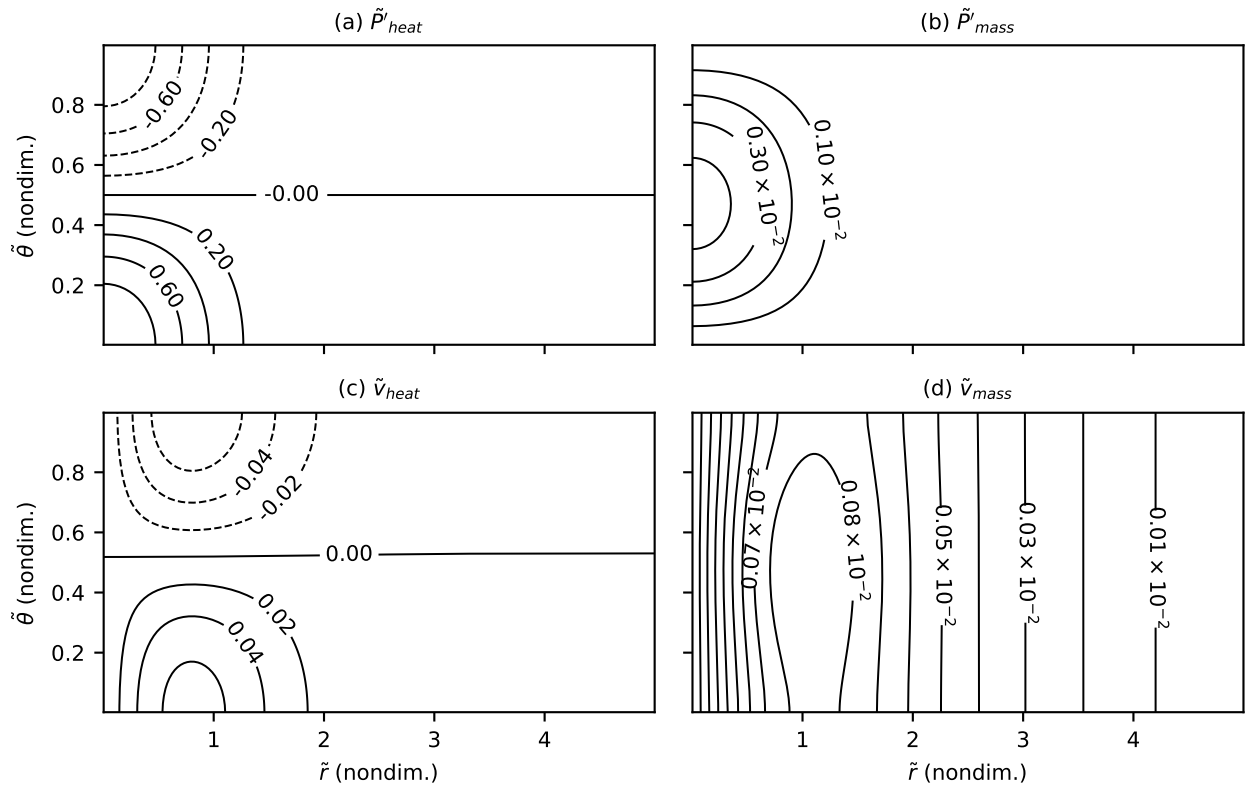 (a) P̃′heat
(b) P̃′mass
θ̃ (nondim.)
0.8
0.6
0.4
0.2
-0.60
-0.20
-0.00
0.20
0.60
0.30 × 10⁻²
0.10 × 10⁻²
(c) ṽheat
(d) ṽmass
θ̃ (nondim.)
0.8
0.6
0.4
0.2
-0.04
-0.02
0.00
0.02
0.04
0.07 × 10⁻²
0.08 × 10⁻²
0.05 × 10⁻²
0.03 × 10⁻²
0.01 × 10⁻²
1 2 3 4
1 2 3 4
r̃ (nondim.)
r̃ (nondim.)